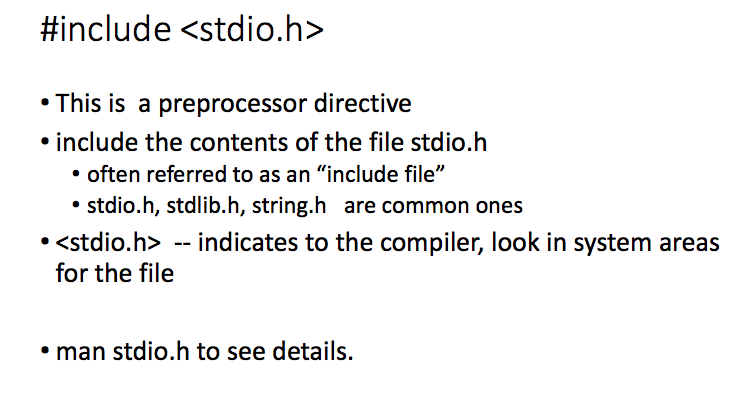 #include <stdio.h>
• This is  a preprocessor directive
• include the contents of the file stdio.h
• often referred to as an “include file”
• stdio.h, stdlib.h, string.h   are common ones
• <stdio.h>  -- indicates to the compiler, look in system areas
for the file
• man stdio.h to see details.